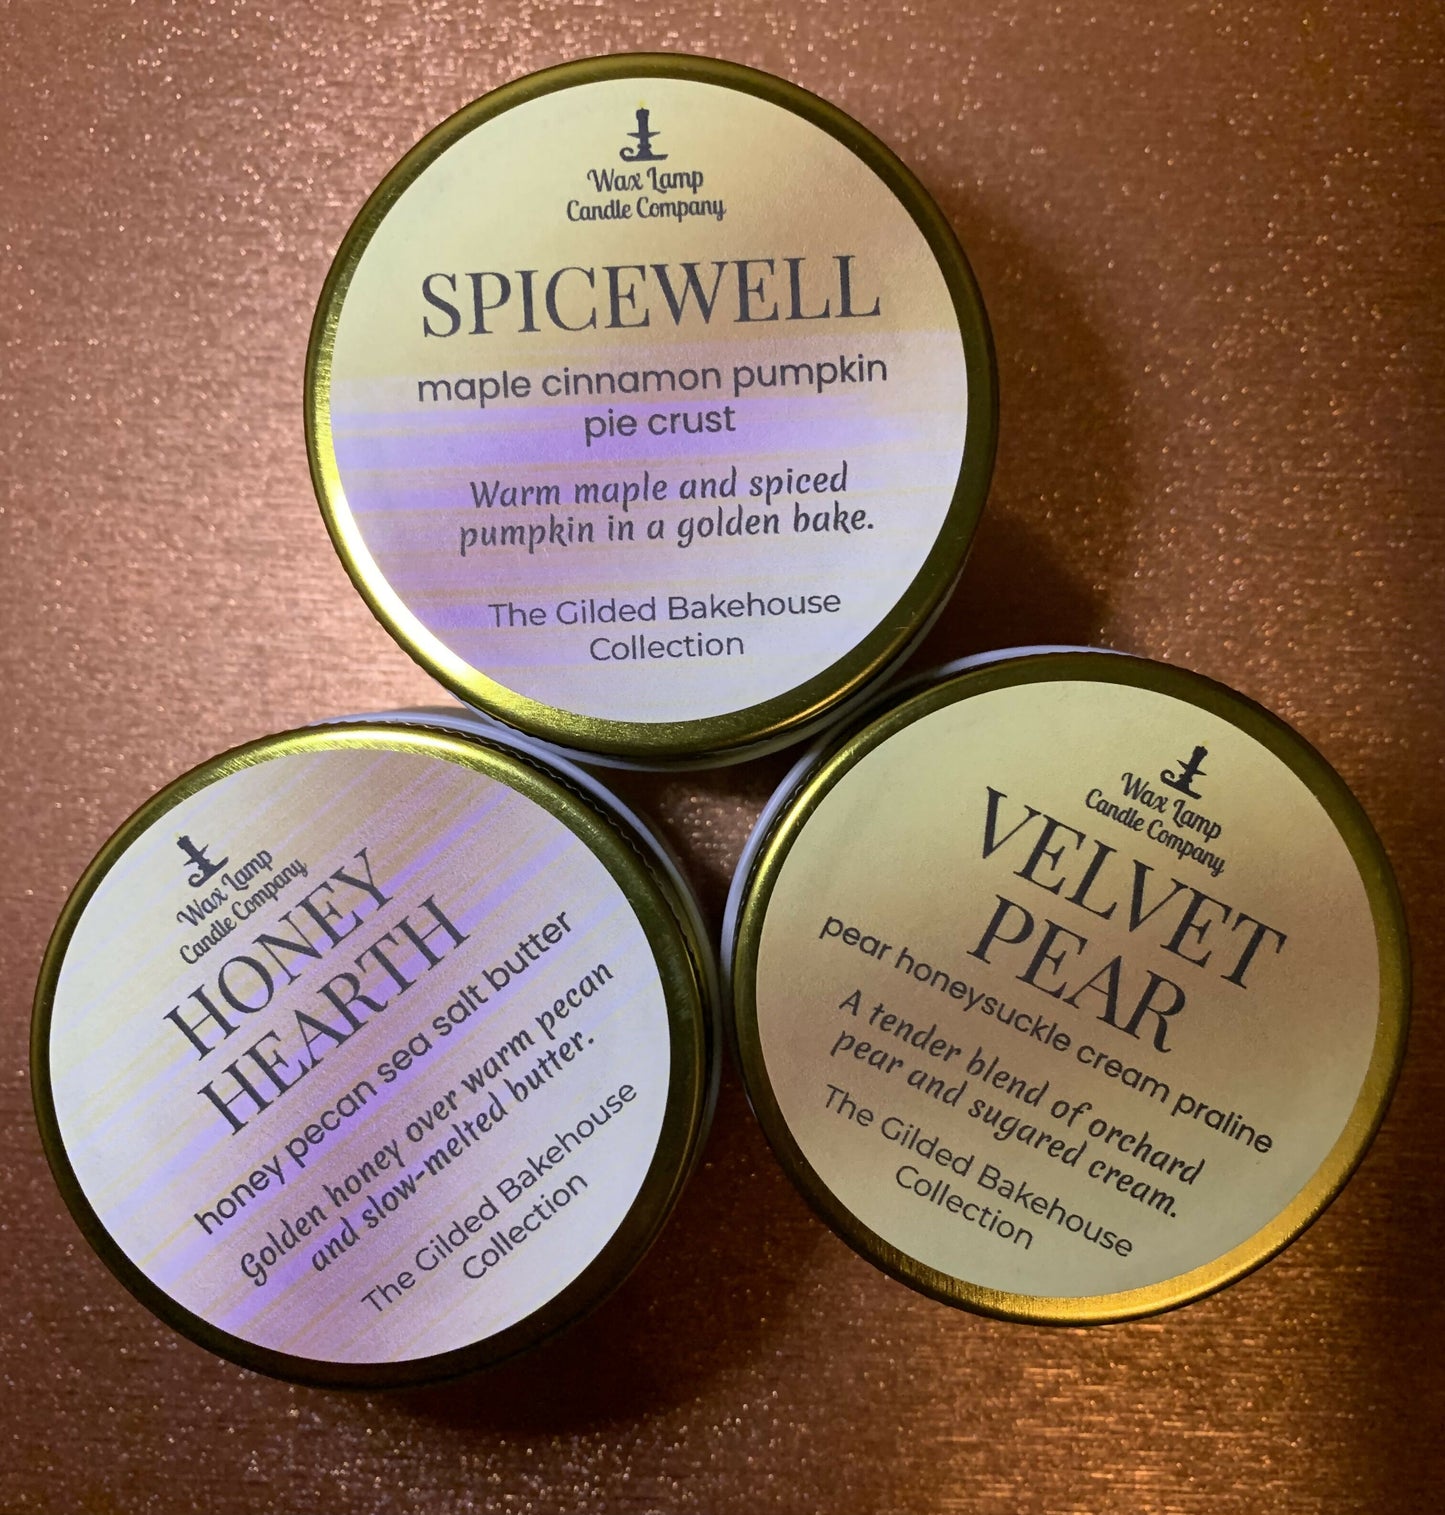 Wax Lamp
Candle Company
SPICEWELL
maple cinnamon pumpkin
pie crust
Warm maple and spiced
pumpkin in a golden bake.
The Gilded Bakehouse
Collection
Wax Lamp
Candle Company
HONEY
HEARTH
honey pecan sea salt butter
Golden honey over warm pecan
and slow-melted butter.
The Gilded Bakehouse
Collection
Wax Lamp
Candle Company
VELVET
PEAR
pear honeysuckle cream praline
A tender blend of orchard
pear and sugared cream.
The Gilded Bakehouse
Collection